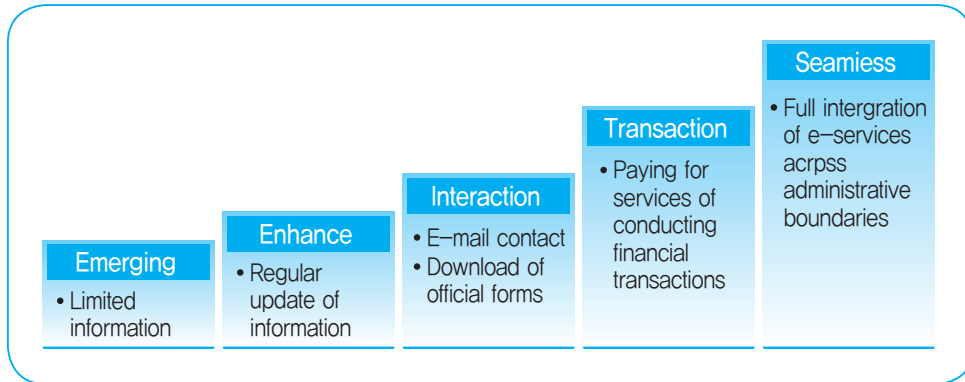 Emerging
• Limited
information
Enhance
• Regular
update of
information
Interaction
• E-mail contact
• Download of
official forms
Transaction
• Paying for
services of
conducting
financial
transactions
Seamiess
• Full intergration
of e-services
acrpss
administrative
boundaries